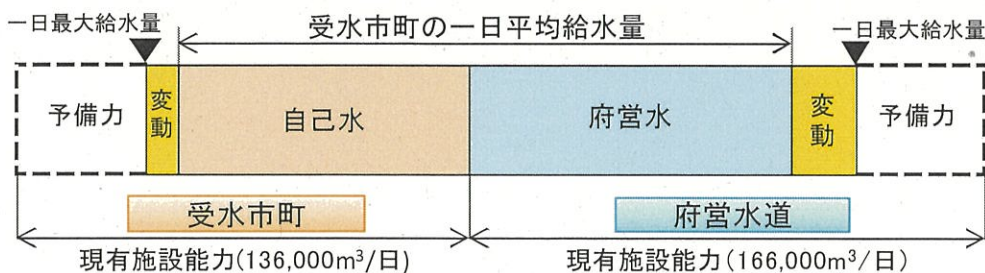 一日最大給水量
受水市町の一日平均給水量
一日最大給水量
予備力
変動
自己水
府営水
変動
予備力
受水市町
府営水道
現有施設能力(136,000m³/日)
現有施設能力(166,000m³/日)